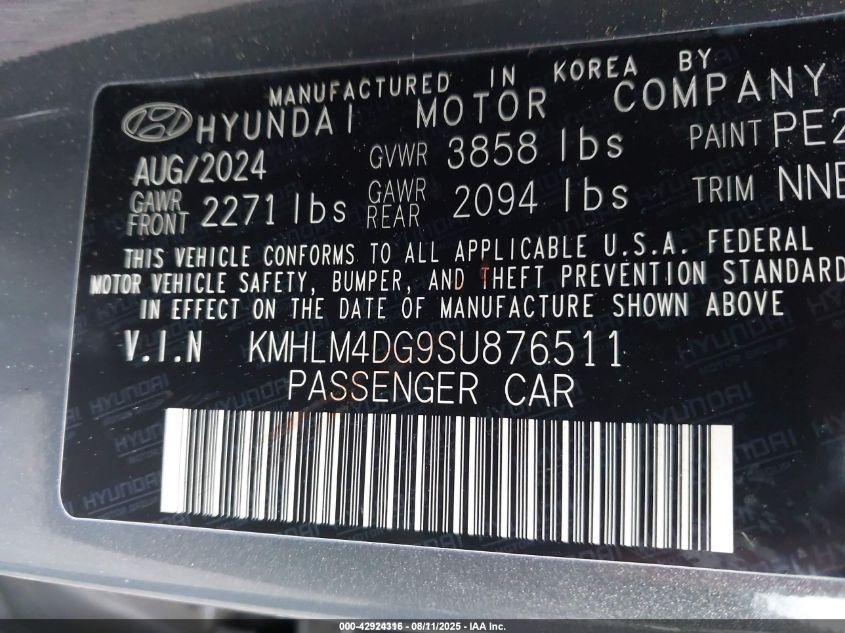 MANUFACTURED IN KOREA BY
HYUNDAI MOTOR COMPANY
AUG/2024 GVWR 3858 lbs PAINT PE2
GAWR FRONT 2271 lbs GAWR REAR 2094 lbs TRIM NNB
THIS VEHICLE CONFORMS TO ALL APPLICABLE U.S.A. FEDERAL
MOTOR VEHICLE SAFETY, BUMPER, AND THEFT PREVENTION STANDARD
IN EFFECT ON THE DATE OF MANUFACTURE SHOWN ABOVE
V.I.N KMHLM4DG9SU876511
PASSENGER CAR
000-42924316 - 08/11/2025 - IAA Inc.